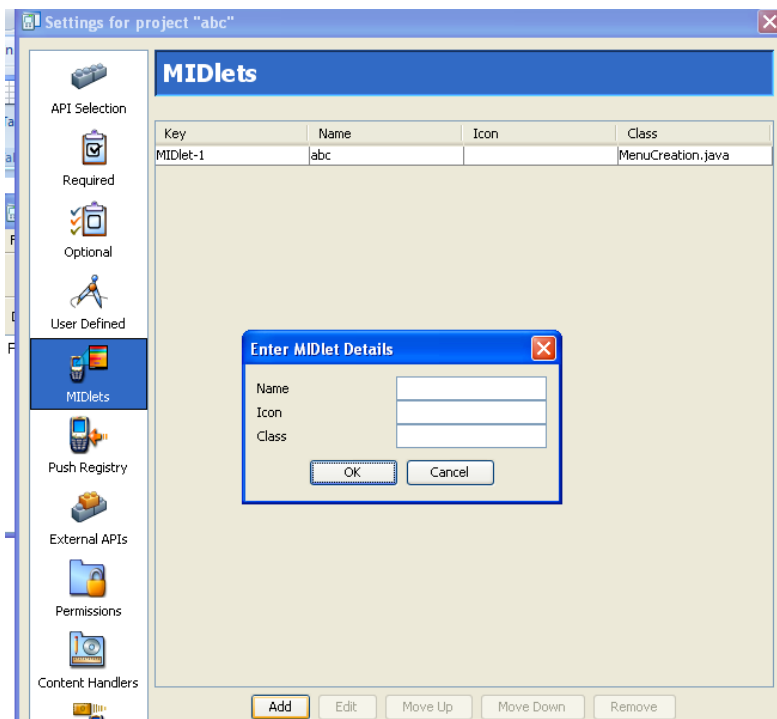 Settings for project "abc"
MIDlets
API Selection
Required
Optional
User Defined
MIDlets
Push Registry
External APIs
Permissions
Content Handlers
Key Name Icon Class
MIDlet-1 abc MenuCreation.java
Enter MIDlet Details
Name
Icon
Class
OK Cancel
Add Edit Move Up Move Down Remove